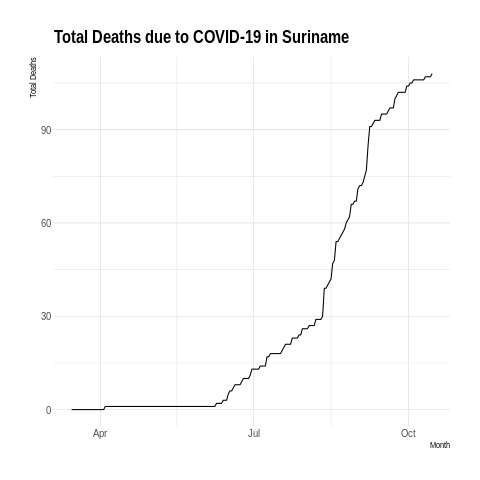 Total Deaths due to COVID-19 in Suriname
Total Deaths
90
60
30
0
Apr
Jul
Oct
Month